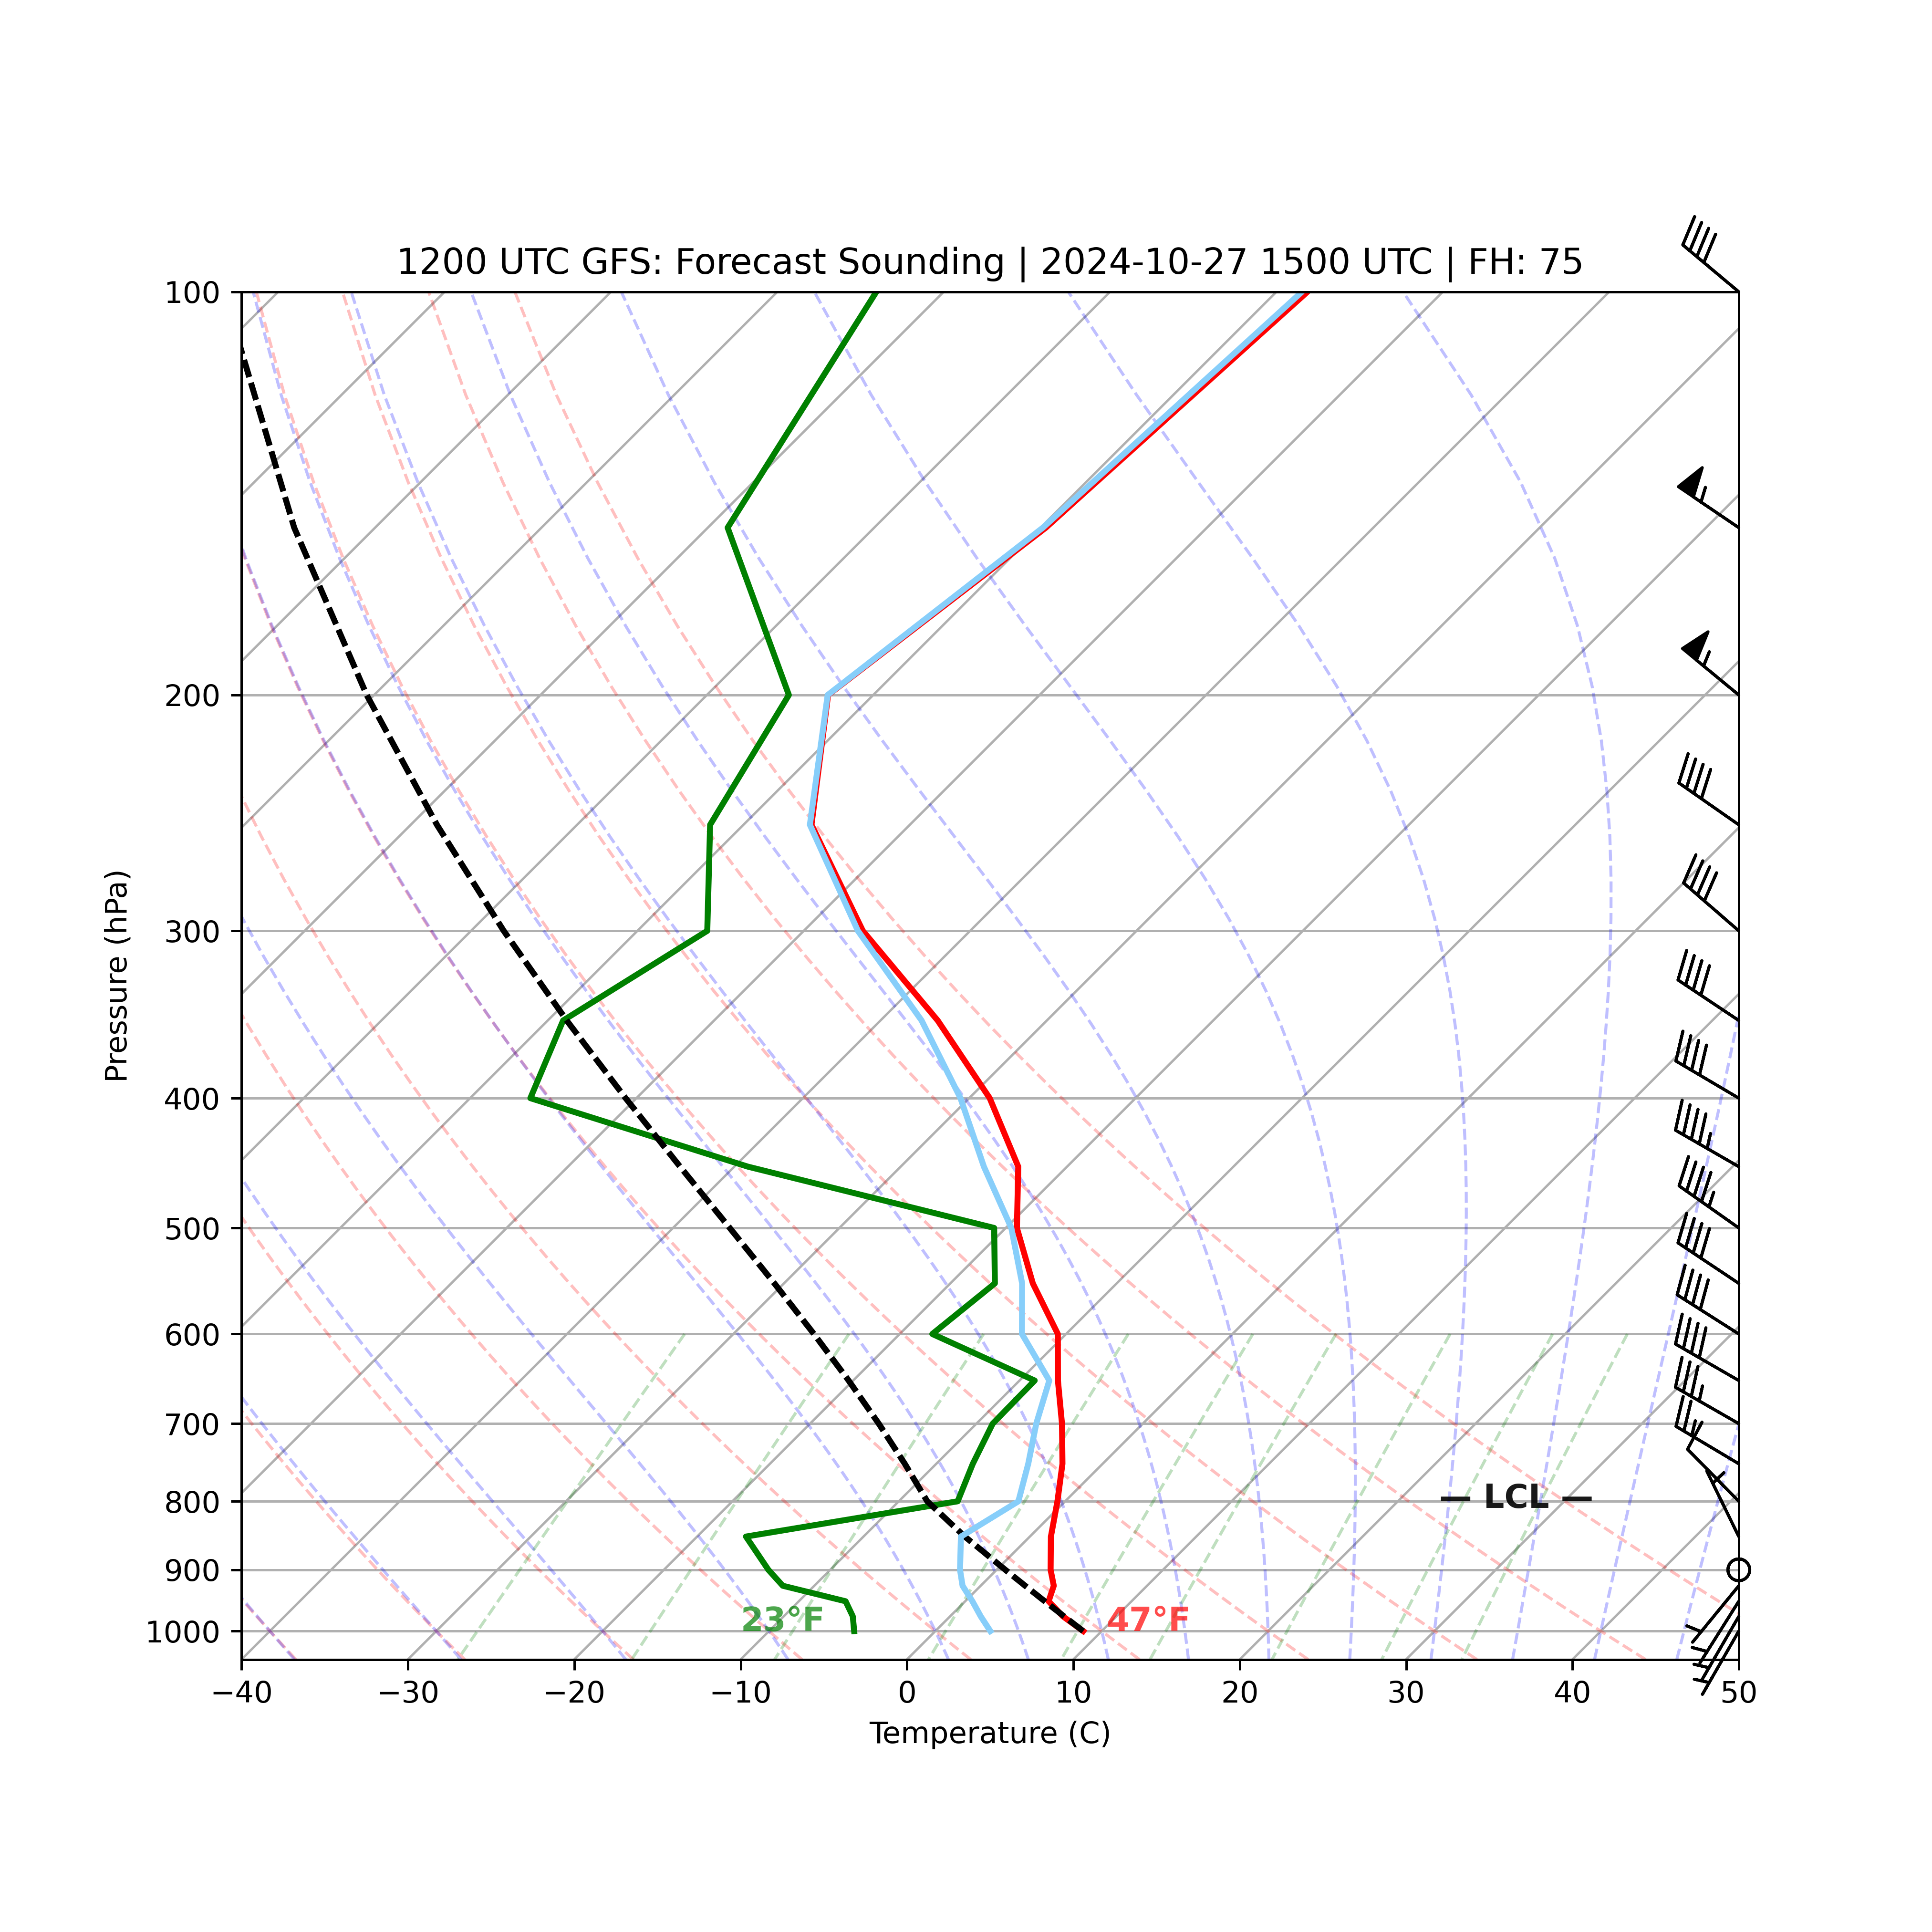 1200 UTC GFS: Forecast Sounding | 2024-10-27 1500 UTC | FH: 75
100
200
300
400
500
600
700
800
900
1000
Pressure (hPa)
— LCL —
23°F
47°F
−40 −30 −20 −10 0 10 20 30 40 50
Temperature (C)